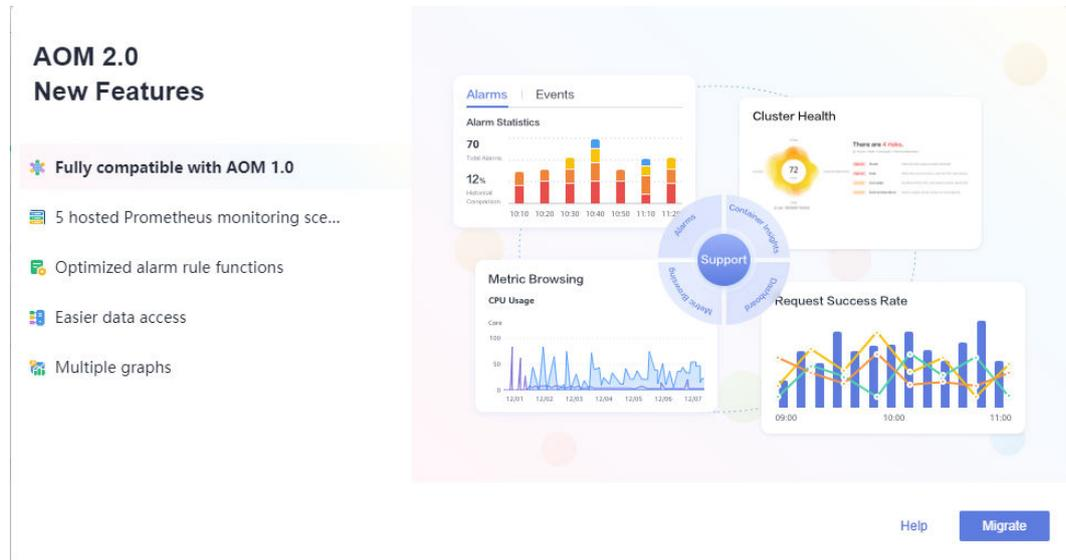 AOM 2.0
New Features
Fully compatible with AOM 1.0
5 hosted Prometheus monitoring sce...
Optimized alarm rule functions
Easier data access
Multiple graphs
Alarms
Events
Alarm Statistics
70
Total Alarms
12%
Historical
Comparison
10:10 10:20 10:30 10:40 10:50 11:10 11:20
Cluster Health
72
There are 4 risks.
Alarms
Container Insights
Support
Metric Browsing
Dashboard
Metric Browsing
CPU Usage
Core
100
50
0
12/01 12/02 12/03 12/04 12/05 12/06 12/07
Request Success Rate
09:00 10:00 11:00
Help
Migrate